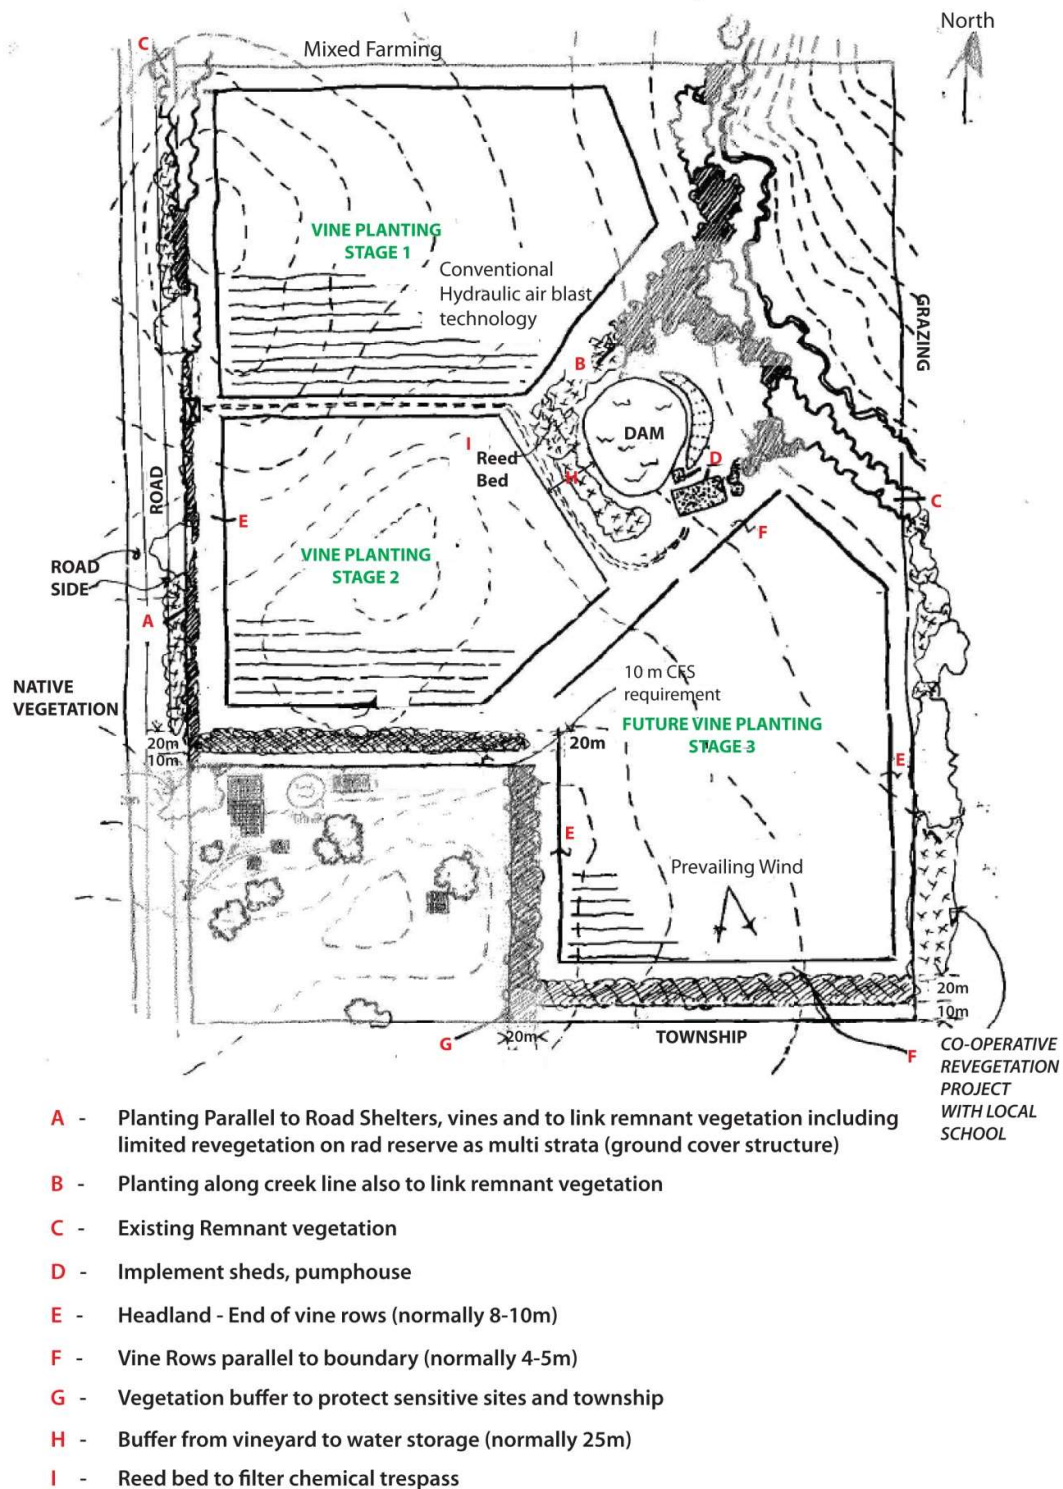 North
C
Mixed Farming
VINE PLANTING
STAGE 1
Conventional
Hydraulic air blast
technology
GRAZING
B
DAM
I
Reed
Bed
D
H
C
ROAD
E
F
VINE PLANTING
STAGE 2
ROAD
SIDE
A
10 m CFS
requirement
NATIVE
VEGETATION
FUTURE VINE PLANTING
STAGE 3
20m
10m
20m
E
E
Prevailing Wind
20m
10m
G
20m
TOWNSHIP
F
CO-OPERATIVE
REVEGETATION
PROJECT
WITH LOCAL
SCHOOL
A - Planting Parallel to Road Shelters, vines and to link remnant vegetation including
limited revegetation on rad reserve as multi strata (ground cover structure)
B - Planting along creek line also to link remnant vegetation
C - Existing Remnant vegetation
D - Implement sheds, pumphouse
E - Headland - End of vine rows (normally 8-10m)
F - Vine Rows parallel to boundary (normally 4-5m)
G - Vegetation buffer to protect sensitive sites and township
H - Buffer from vineyard to water storage (normally 25m)
I - Reed bed to filter chemical trespass